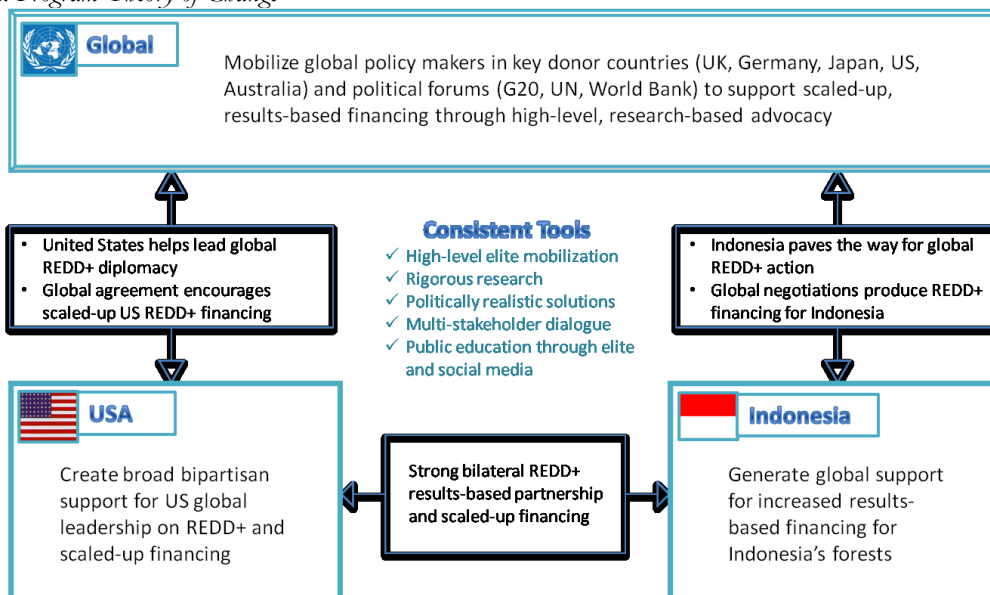 Program Theory of Change
Global
Mobilize global policy makers in key donor countries (UK, Germany, Japan, US,
Australia) and political forums (G20, UN, World Bank) to support scaled-up,
results-based financing through high-level, research-based advocacy
• United States helps lead global
REDD+ diplomacy
• Global agreement encourages
scaled-up US REDD+ financing
Consistent Tools
✓ High-level elite mobilization
✓ Rigorous research
✓ Politically realistic solutions
✓ Multi-stakeholder dialogue
✓ Public education through elite
and social media
• Indonesia paves the way for global
REDD+ action
• Global negotiations produce REDD+
financing for Indonesia
USA
Create broad bipartisan
support for US global
leadership on REDD+ and
scaled-up financing
Strong bilateral REDD+
results-based partnership
and scaled-up financing
Indonesia
Generate global support
for increased results-
based financing for
Indonesia's forests